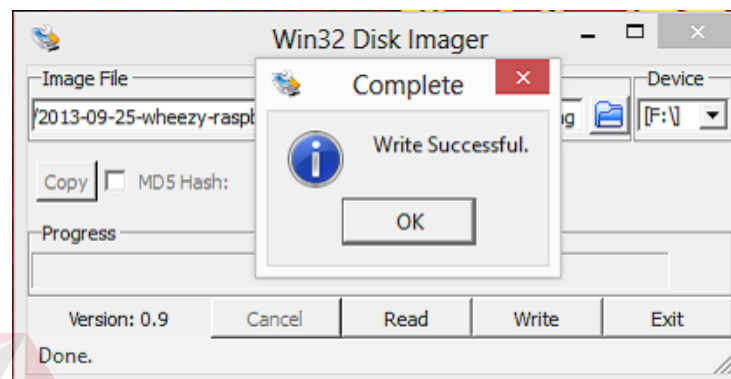 Win32 Disk Imager
Image File
Device
/2013-09-25-wheezy-raspb
[F:\]
Complete
Write Successful.
OK
Copy
MD5 Hash:
Progress
Version: 0.9
Cancel
Read
Write
Exit
Done.